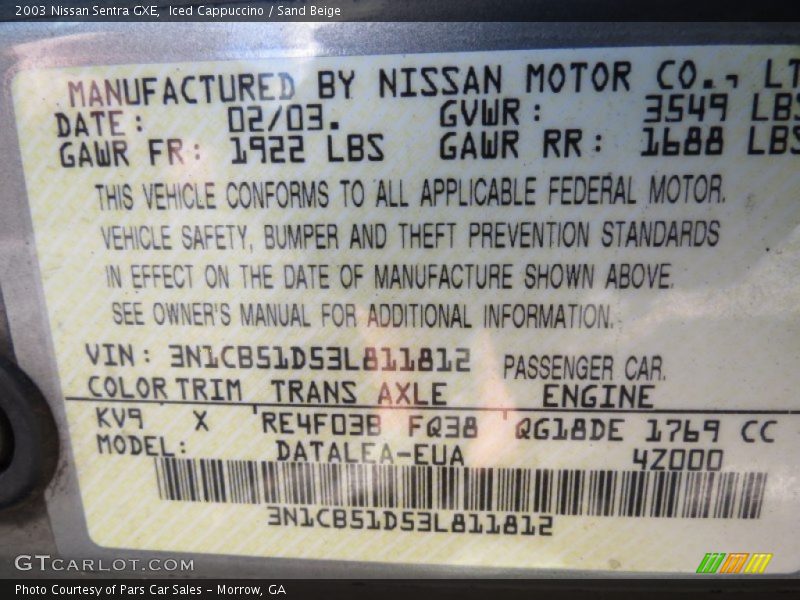 2003 Nissan Sentra GXE,  Iced Cappuccino / Sand Beige
MANUFACTURED BY NISSAN MOTOR CO., LT
DATE: 02/03. GVWR: 3549 LBS
GAWR FR: 1922 LBS GAWR RR: 1688 LBS
THIS VEHICLE CONFORMS TO ALL APPLICABLE FEDERAL MOTOR.
VEHICLE SAFETY, BUMPER AND THEFT PREVENTION STANDARDS
IN EFFECT ON THE DATE OF MANUFACTURE SHOWN ABOVE.
SEE OWNER'S MANUAL FOR ADDITIONAL INFORMATION.
VIN: 3N1CB51D53L811812 PASSENGER CAR.
COLOR TRIM TRANS AXLE ENGINE
KV9 X RE4F03B FQ38 QG18DE 1769 CC
MODEL: DATALEA-EUA 4Z000
3N1CB51D53L811812
GTCARLOT.COM
Photo Courtesy of Pars Car Sales - Morrow, GA